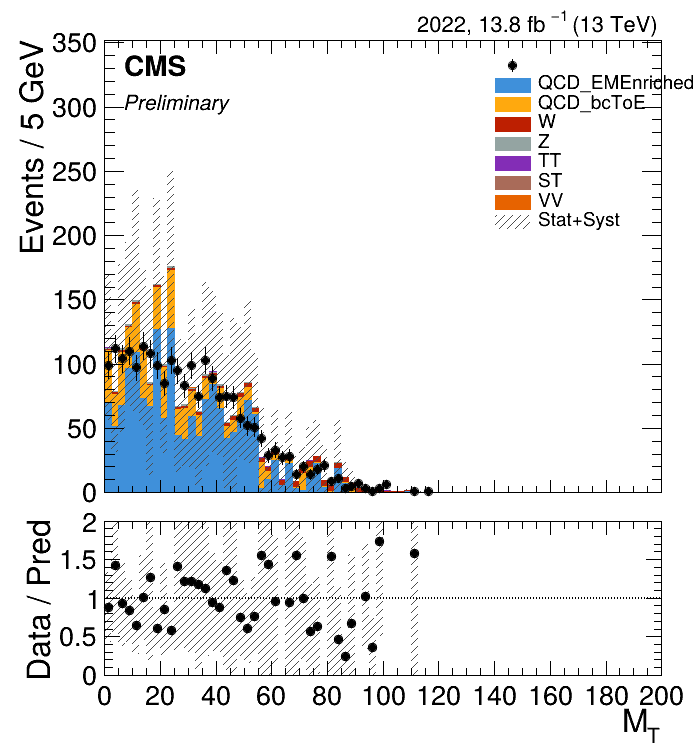 2022, 13.8 fb⁻¹ (13 TeV)
CMS
Preliminary
Events / 5 GeV
350
300
250
200
150
100
50
0
QCD_EMEnriched
QCD_bcToE
W
Z
TT
ST
VV
Stat+Syst
Data / Pred
2
1.5
1
0.5
0
0 20 40 60 80 100 120 140 160 180 200
M_T